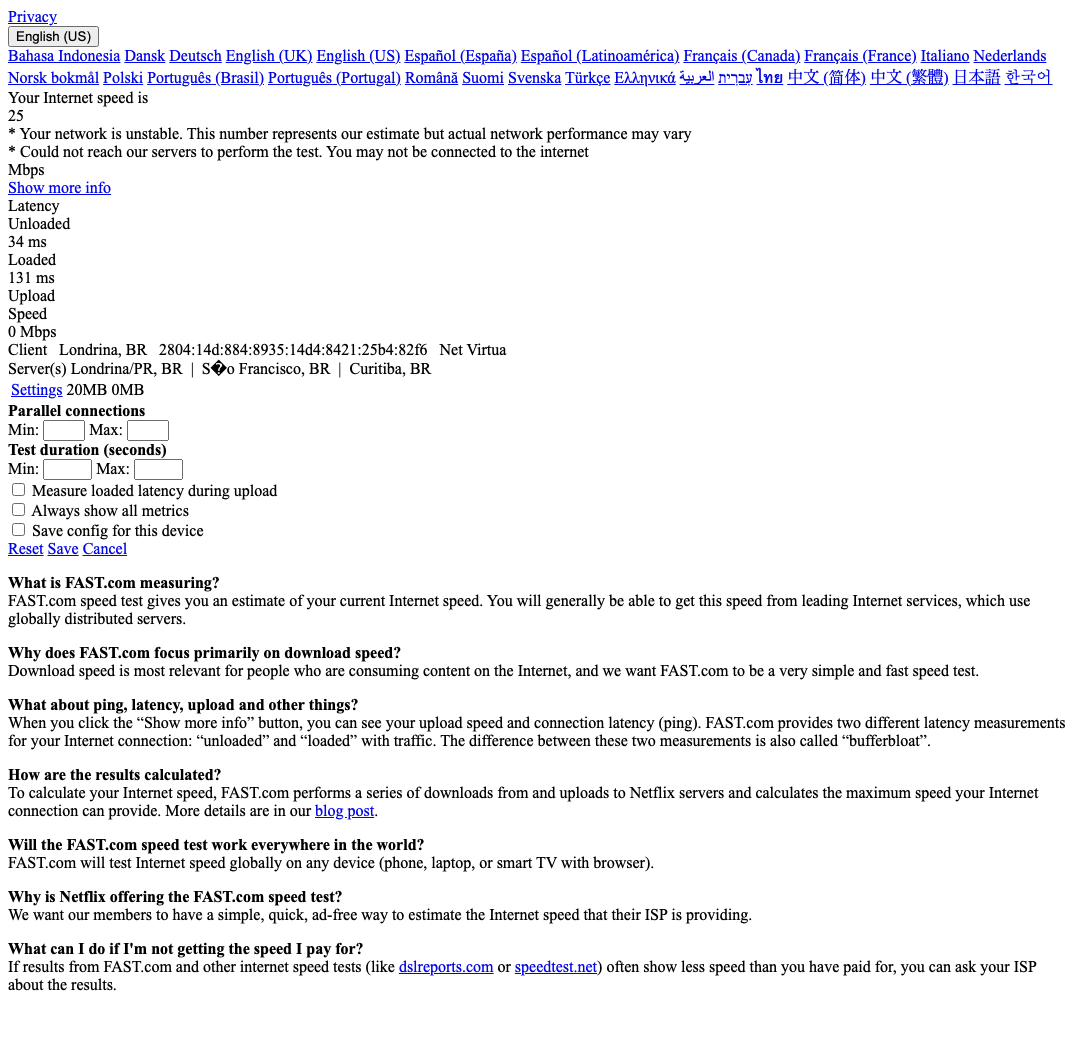 Privacy
English (US)
Bahasa Indonesia Dansk Deutsch English (UK) English (US) Español (España) Español (Latinoamérica) Français (Canada) Français (France) Italiano Nederlands
Norsk bokmål Polski Português (Brasil) Português (Portugal) Română Suomi Svenska Türkçe Ελληνικά العربية עברית ไทย 中文 (简体) 中文 (繁體) 日本語 한국어
Your Internet speed is
25
* Your network is unstable. This number represents our estimate but actual network performance may vary
* Could not reach our servers to perform the test. You may not be connected to the internet
Mbps
Show more info
Latency
Unloaded
34 ms
Loaded
131 ms
Upload
Speed
0 Mbps
Client Londrina, BR 2804:14d:884:8935:14d4:8421:25b4:82f6 Net Virtua
Server(s) Londrina/PR, BR | S�o Francisco, BR | Curitiba, BR
Settings 20MB 0MB
Parallel connections
Min: Max:
Test duration (seconds)
Min: Max:
Measure loaded latency during upload
Always show all metrics
Save config for this device
Reset Save Cancel
What is FAST.com measuring?
FAST.com speed test gives you an estimate of your current Internet speed. You will generally be able to get this speed from leading Internet services, which use
globally distributed servers.
Why does FAST.com focus primarily on download speed?
Download speed is most relevant for people who are consuming content on the Internet, and we want FAST.com to be a very simple and fast speed test.
What about ping, latency, upload and other things?
When you click the “Show more info” button, you can see your upload speed and connection latency (ping). FAST.com provides two different latency measurements
for your Internet connection: “unloaded” and “loaded” with traffic. The difference between these two measurements is also called “bufferbloat”.
How are the results calculated?
To calculate your Internet speed, FAST.com performs a series of downloads from and uploads to Netflix servers and calculates the maximum speed your Internet
connection can provide. More details are in our blog post.
Will the FAST.com speed test work everywhere in the world?
FAST.com will test Internet speed globally on any device (phone, laptop, or smart TV with browser).
Why is Netflix offering the FAST.com speed test?
We want our members to have a simple, quick, ad-free way to estimate the Internet speed that their ISP is providing.
What can I do if I'm not getting the speed I pay for?
If results from FAST.com and other internet speed tests (like dslreports.com or speedtest.net) often show less speed than you have paid for, you can ask your ISP
about the results.